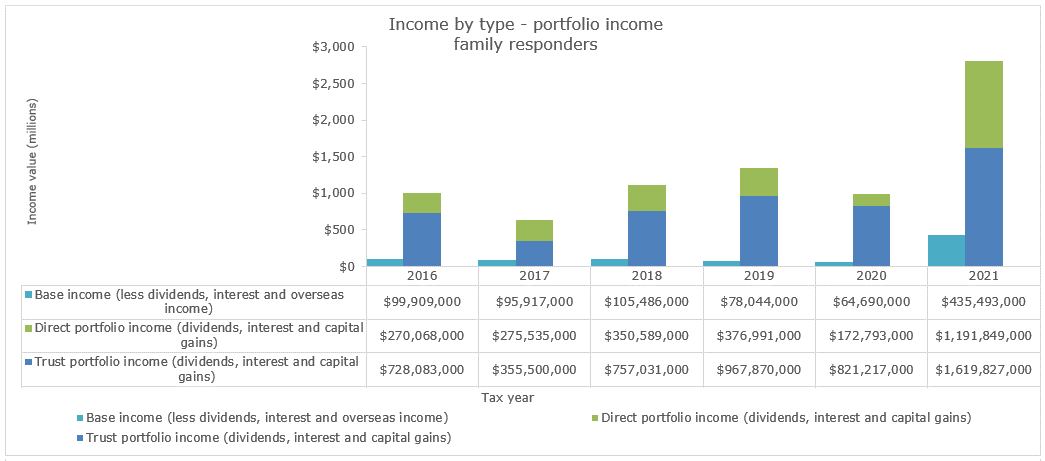 Income by type - portfolio income
family responders
Income value (millions)
$3,000
$2,500
$2,000
$1,500
$1,000
$500
$0
2016 2017 2018 2019 2020 2021
Base income (less dividends, interest and overseas
income)
$99,909,000 $95,917,000 $105,486,000 $78,044,000 $64,690,000 $435,493,000
Direct portfolio income (dividends, interest and capital
gains)
$270,068,000 $275,535,000 $350,589,000 $376,991,000 $172,793,000 $1,191,849,000
Trust portfolio income (dividends, interest and capital
gains)
$728,083,000 $355,500,000 $757,031,000 $967,870,000 $821,217,000 $1,619,827,000
Tax year
Base income (less dividends, interest and overseas income) Direct portfolio income (dividends, interest and capital gains)
Trust portfolio income (dividends, interest and capital gains)